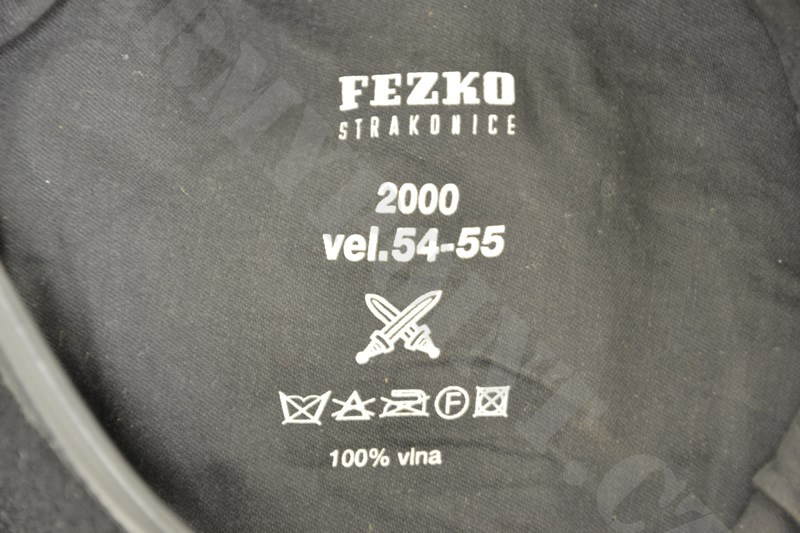 FEZKO
STRAKONICE
2000
vel.54-55
F
100% vlna